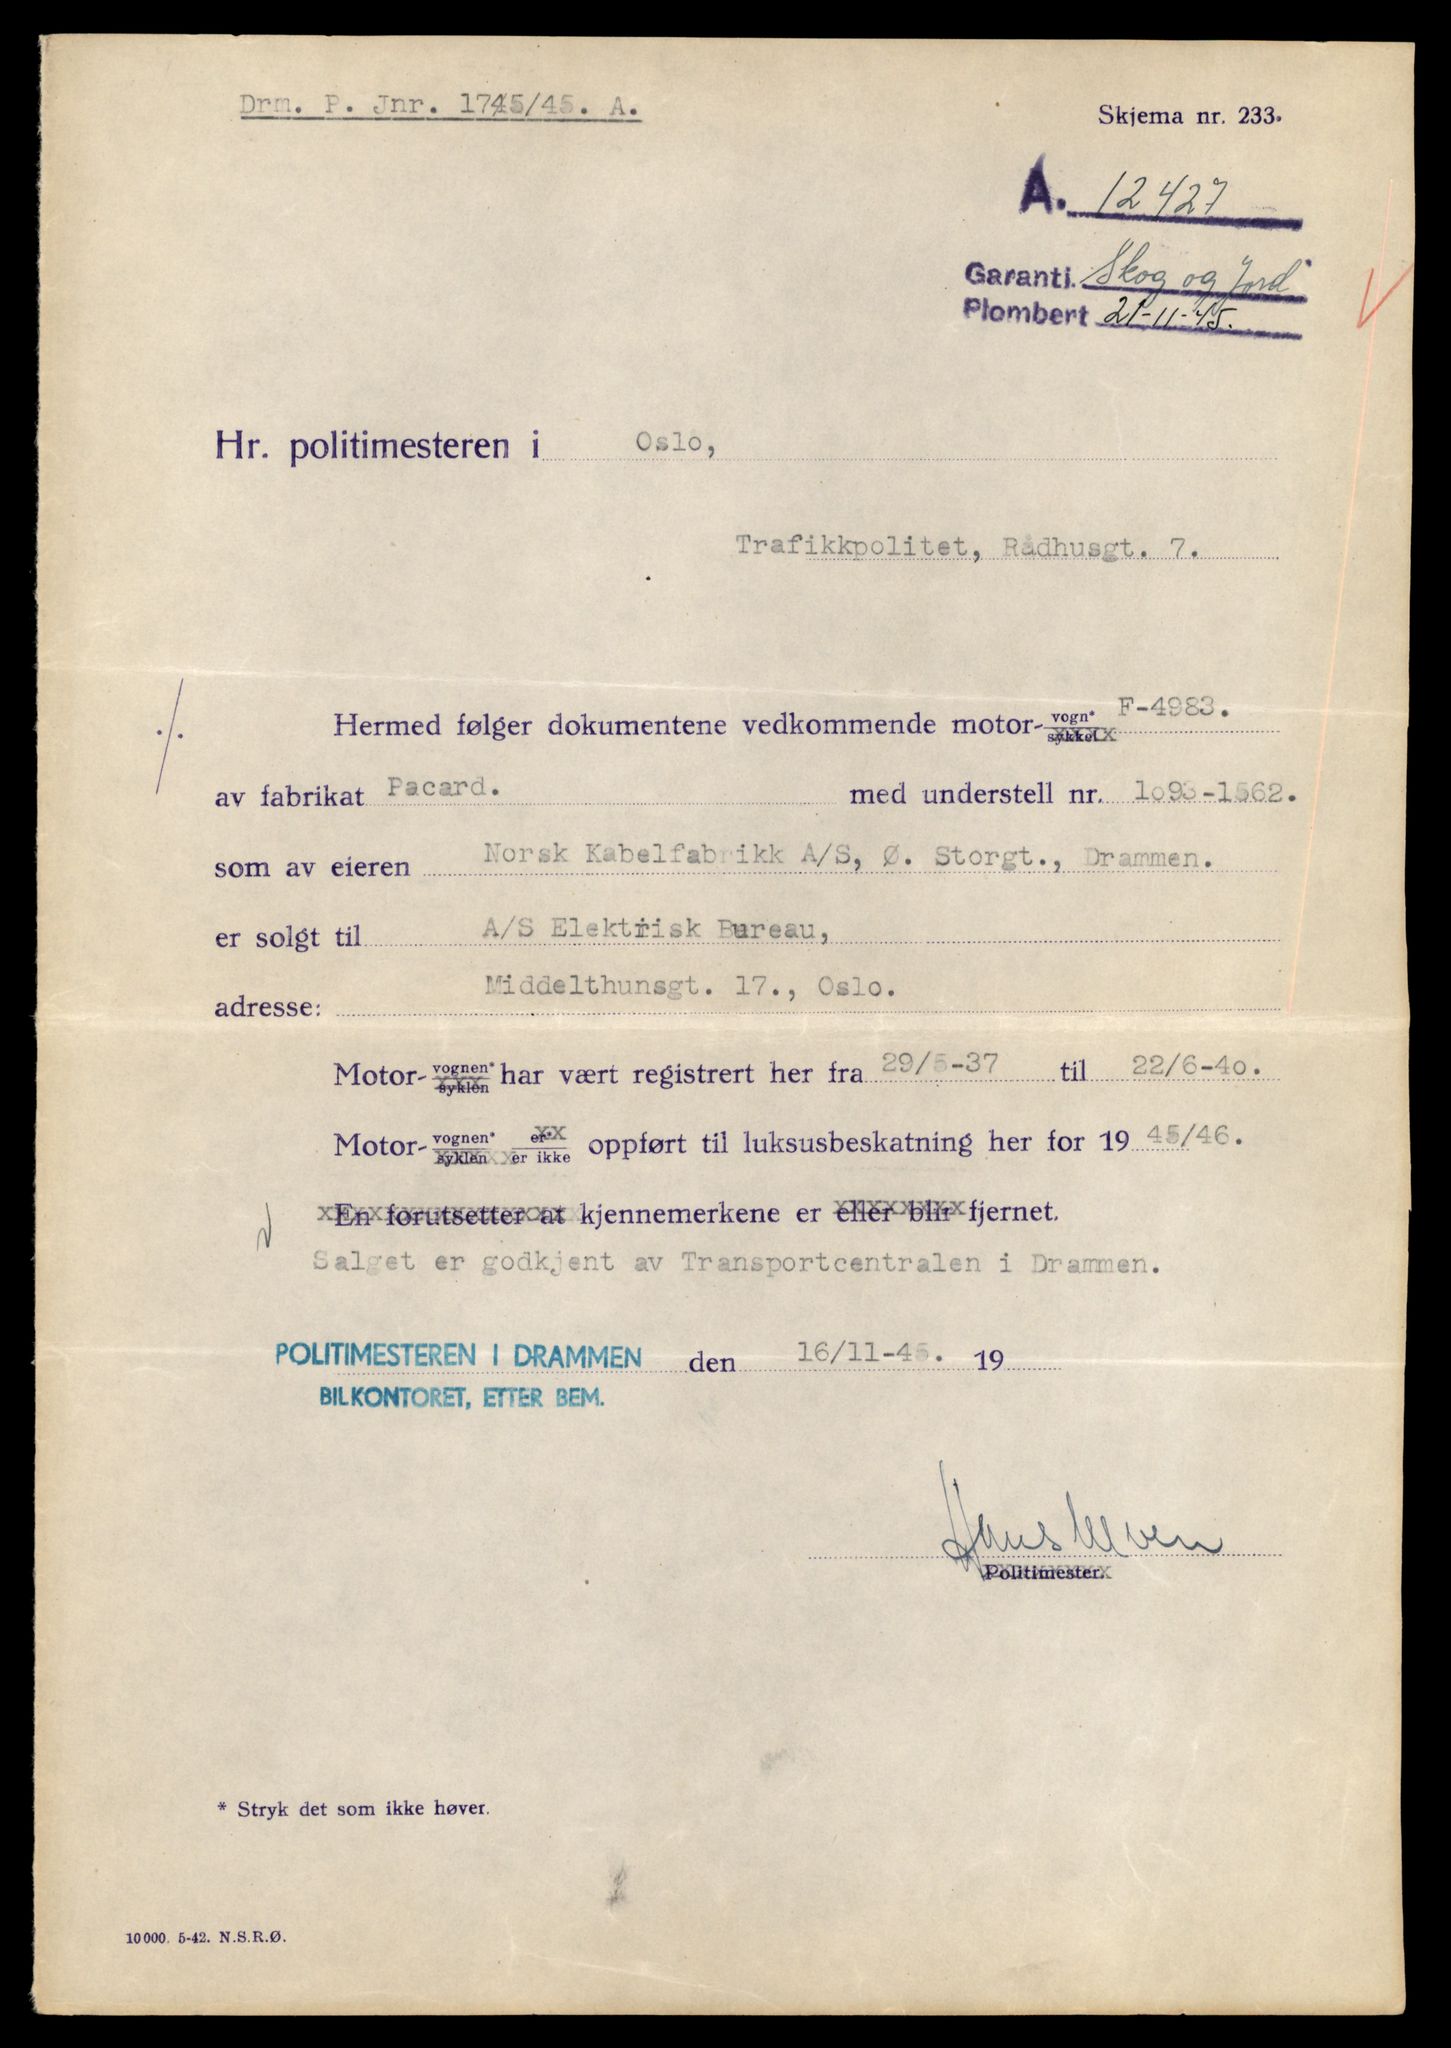 Drm. P. Jnr. 1745/45. A.
Skjema nr. 233.
A. 12427
Garanti. Skog og Jord
Plombert 21-11-45.
Hr. politimesteren i Oslo,
Trafikkpolitet, Rådhusgt. 7.
Hermed følger dokumentene vedkommende motor- vogn* sykkel F-4983.
av fabrikat Pacard. med understell nr. 1o93-1562.
som av eieren Norsk Kabelfabrikk A/S, Ø. Storgt., Drammen.
er solgt til A/S Elektrisk Bureau,
adresse: Middelthunsgt. 17., Oslo.
Motor- vognen* syklen har vært registrert her fra 29/5-37 til 22/6-4o.
Motor- vognen* syklen er* er ikke oppført til luksusbeskatning her for 19 45/46.
En forutsetter at kjennemerkene er eller blir fjernet.
Salget er godkjent av Transportcentralen i Drammen.
POLITIMESTEREN I DRAMMEN den 16/11-45. 19
BILKONTORET, ETTER BEM.
Politimester.
* Stryk det som ikke høver.
10000. 5-42. N.S.R.Ø.